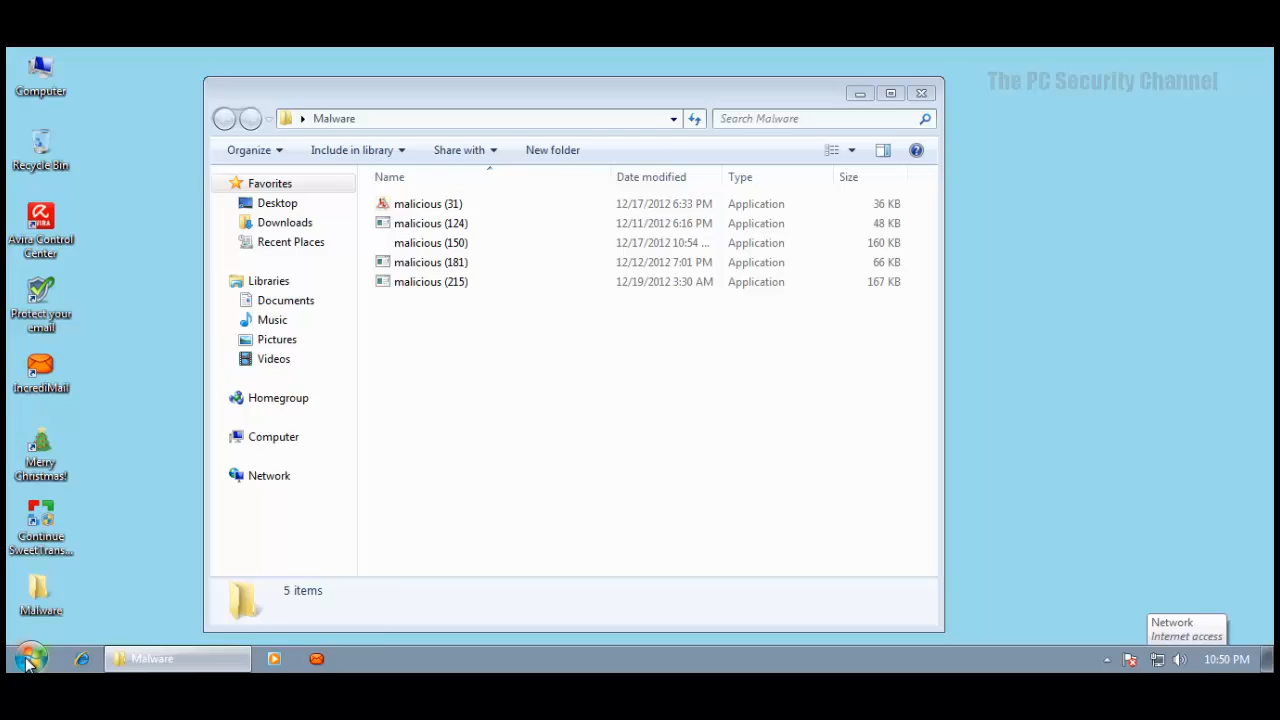 The PC Security Channel
Computer
Recycle Bin
Avira Control
Center
Protect your
email
IncrediMail
Merry
Christmas!
Continue
SweetTrans...
Malware
Malware
Search Malware
Organize
Include in library
Share with
New folder
Favorites
Desktop
Downloads
Recent Places
Libraries
Documents
Music
Pictures
Videos
Homegroup
Computer
Network
Name Date modified Type Size
malicious (31) 12/17/2012 6:33 PM Application 36 KB
malicious (124) 12/11/2012 6:16 PM Application 48 KB
malicious (150) 12/17/2012 10:54 ... Application 160 KB
malicious (181) 12/12/2012 7:01 PM Application 66 KB
malicious (215) 12/19/2012 3:30 AM Application 167 KB
5 items
Network
Internet access
Malware
10:50 PM